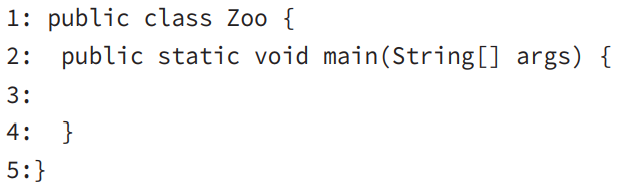 1: public class Zoo {
2:  public static void main(String[] args) {
3:
4:  }
5:}